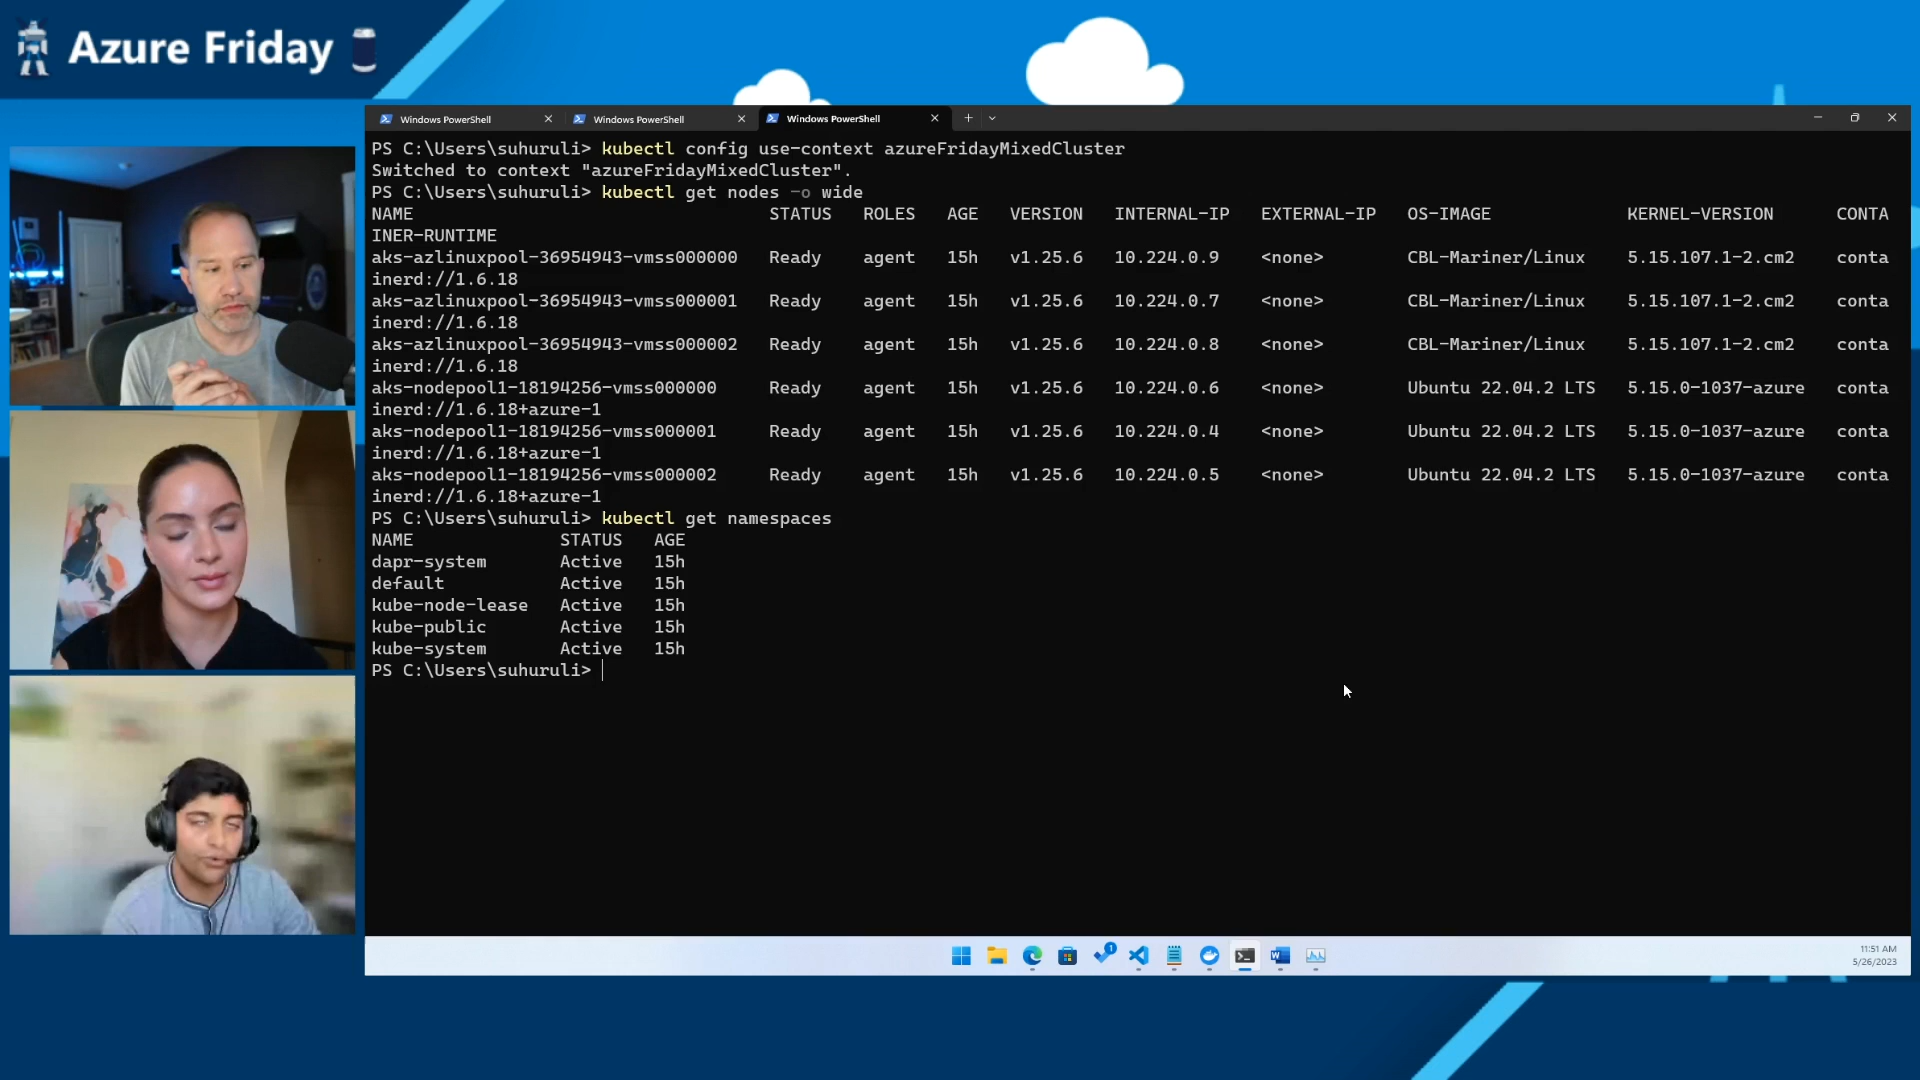 Azure Friday
Windows PowerShell
Windows PowerShell
Windows PowerShell
PS C:\Users\suhuruli> kubectl config use-context azureFridayMixedCluster
Switched to context "azureFridayMixedCluster".
PS C:\Users\suhuruli> kubectl get nodes -o wide
NAME STATUS ROLES AGE VERSION INTERNAL-IP EXTERNAL-IP OS-IMAGE KERNEL-VERSION CONTA
INER-RUNTIME
aks-azlinuxpool-36954943-vmss000000 Ready agent 15h v1.25.6 10.224.0.9 <none> CBL-Mariner/Linux 5.15.107.1-2.cm2 conta
inerd://1.6.18
aks-azlinuxpool-36954943-vmss000001 Ready agent 15h v1.25.6 10.224.0.7 <none> CBL-Mariner/Linux 5.15.107.1-2.cm2 conta
inerd://1.6.18
aks-azlinuxpool-36954943-vmss000002 Ready agent 15h v1.25.6 10.224.0.8 <none> CBL-Mariner/Linux 5.15.107.1-2.cm2 conta
inerd://1.6.18
aks-nodepool1-18194256-vmss000000 Ready agent 15h v1.25.6 10.224.0.6 <none> Ubuntu 22.04.2 LTS 5.15.0-1037-azure conta
inerd://1.6.18+azure-1
aks-nodepool1-18194256-vmss000001 Ready agent 15h v1.25.6 10.224.0.4 <none> Ubuntu 22.04.2 LTS 5.15.0-1037-azure conta
inerd://1.6.18+azure-1
aks-nodepool1-18194256-vmss000002 Ready agent 15h v1.25.6 10.224.0.5 <none> Ubuntu 22.04.2 LTS 5.15.0-1037-azure conta
inerd://1.6.18+azure-1
PS C:\Users\suhuruli> kubectl get namespaces
NAME STATUS AGE
dapr-system Active 15h
default Active 15h
kube-node-lease Active 15h
kube-public Active 15h
kube-system Active 15h
PS C:\Users\suhuruli>
1
11:51 AM
5/26/2023